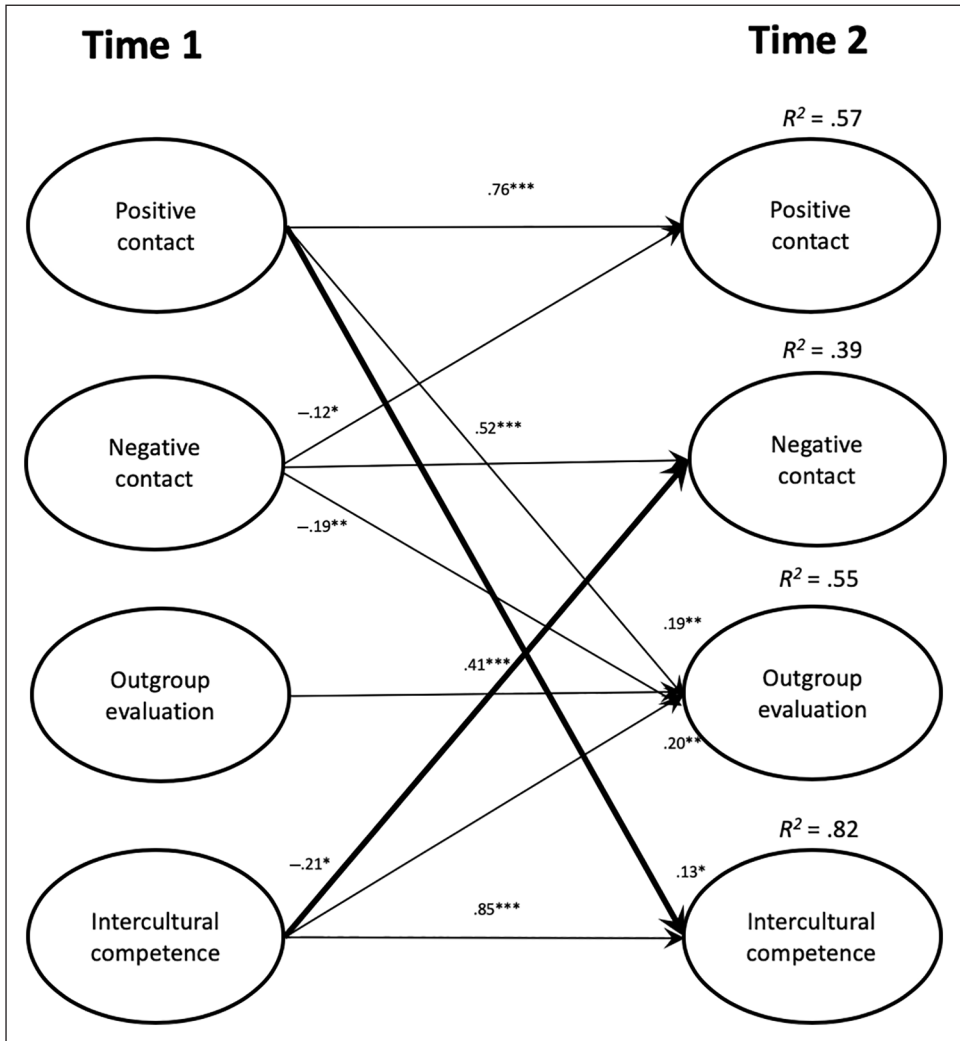 Time 1
Time 2
R² = .57
Positive
contact
.76***
Positive
contact
R² = .39
Negative
contact
–.12*
.52***
Negative
contact
–.19**
R² = .55
Outgroup
evaluation
.41***
.19**
Outgroup
evaluation
.20**
R² = .82
Intercultural
competence
–.21*
.85***
.13*
Intercultural
competence